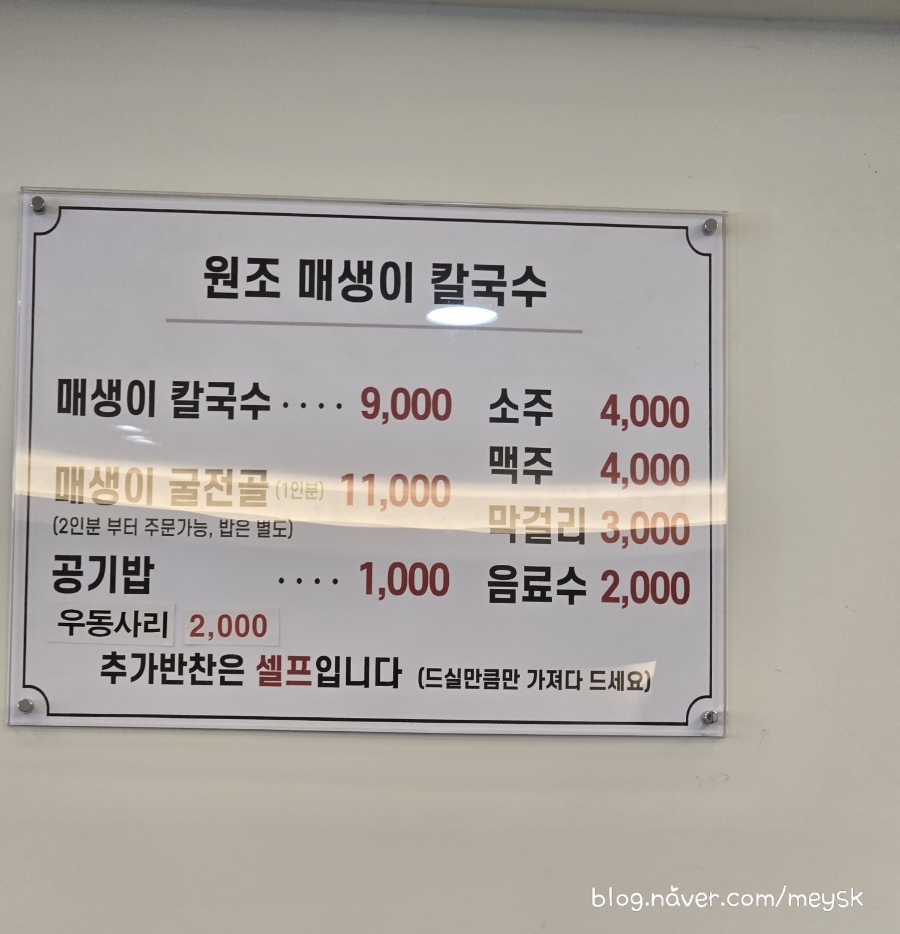 원조 매생이 칼국수
매생이 칼국수 ···· 9,000
매생이 굴전골 (1인분) 11,000
(2인분 부터 주문가능, 밥은 별도)
공기밥 ···· 1,000
우동사리 2,000
소주 4,000
맥주 4,000
막걸리 3,000
음료수 2,000
추가반찬은 셀프입니다 (드실만큼만 가져다 드세요)
blog.naver.com/meysk